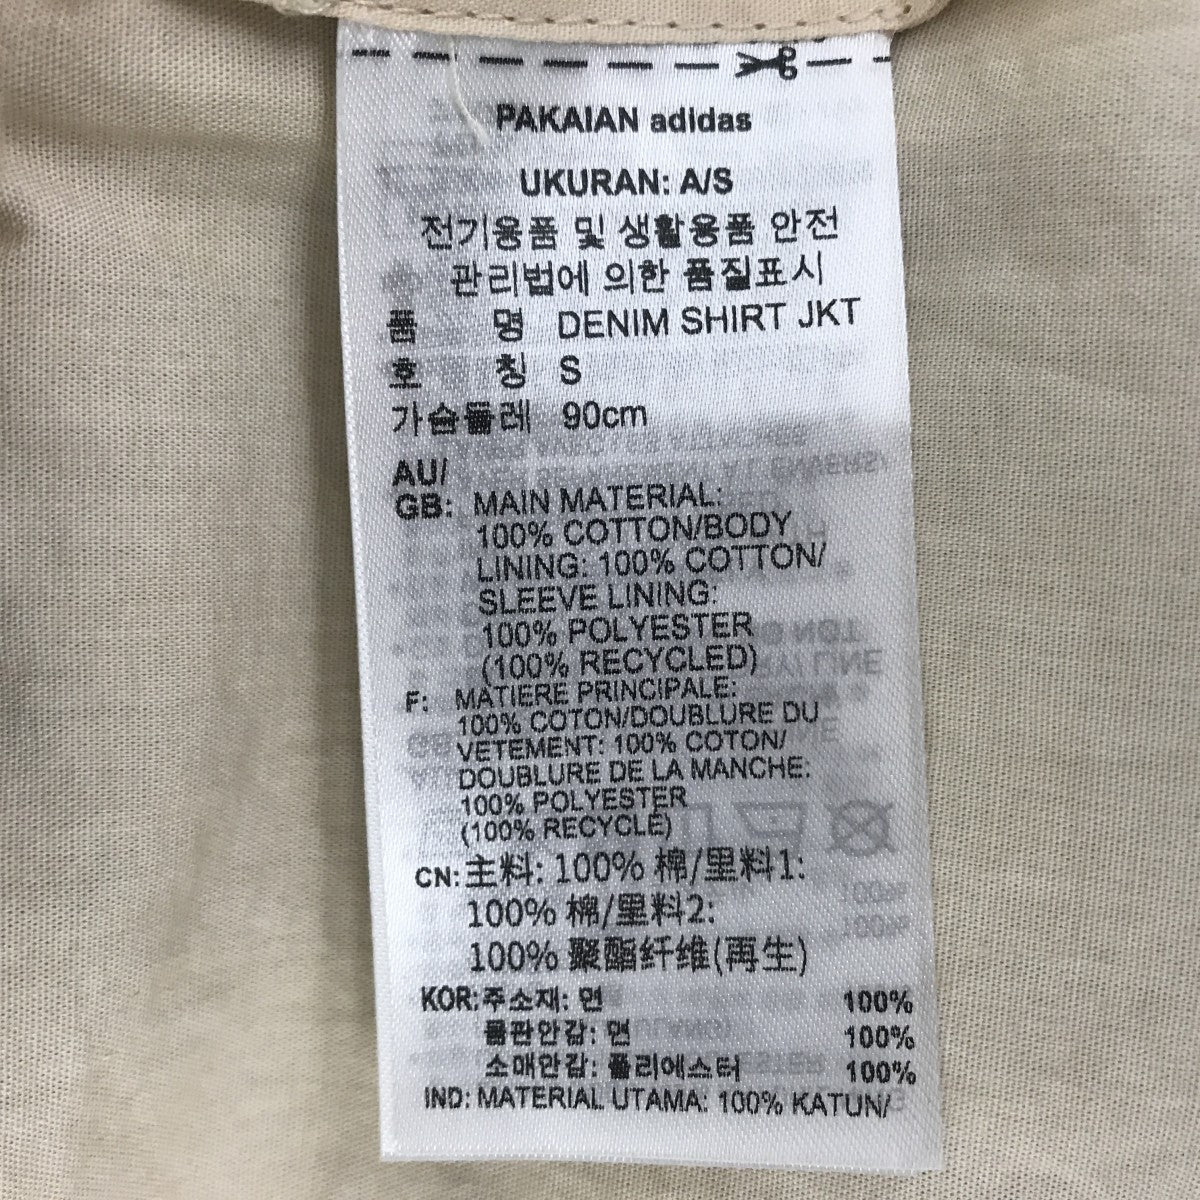 PAKAIAN adidas
UKURAN: A/S
전기용품 및 생활용품 안전
관리법에 의한 품질표시
품 명 DENIM SHIRT JKT
호 칭 S
가슴둘레 90cm
AU/
GB: MAIN MATERIAL:
100% COTTON/BODY
LINING: 100% COTTON/
SLEEVE LINING:
100% POLYESTER
(100% RECYCLED)
F: MATIERE PRINCIPALE:
100% COTON/DOUBLURE DU
VETEMENT: 100% COTON/
DOUBLURE DE LA MANCHE:
100% POLYESTER
(100% RECYCLÉ)
CN: 主料: 100% 棉/里料1:
100% 棉/里料2:
100% 聚酯纤维(再生)
KOR: 주소재: 면 100%
몸판안감: 면 100%
소매안감: 폴리에스터 100%
IND: MATERIAL UTAMA: 100% KATUN/